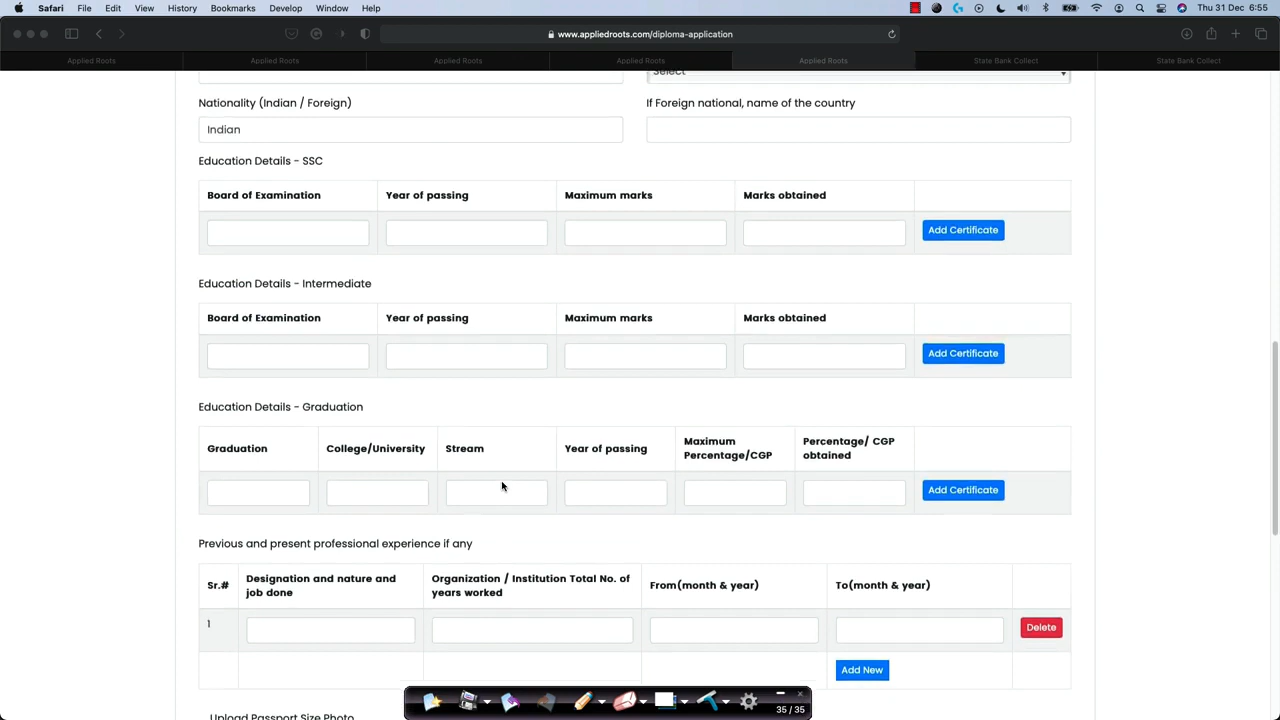 Safari File Edit View History Bookmarks Develop Window Help Thu 31 Dec 6:55
www.appliedroots.com/diploma-application
Applied Roots Applied Roots Applied Roots Applied Roots Applied Roots State Bank Collect State Bank Collect
Select
Nationality (Indian / Foreign) If Foreign national, name of the country
Indian
Education Details - SSC
Board of Examination Year of passing Maximum marks Marks obtained
Add Certificate
Education Details - Intermediate
Board of Examination Year of passing Maximum marks Marks obtained
Add Certificate
Education Details - Graduation
Graduation College/University Stream Year of passing Maximum Percentage/CGP Percentage/ CGP obtained
Add Certificate
Previous and present professional experience if any
Sr.# Designation and nature and job done Organization / Institution Total No. of years worked From(month & year) To(month & year)
1 Delete
Add New
35 / 35
Upload Passport Size Photo